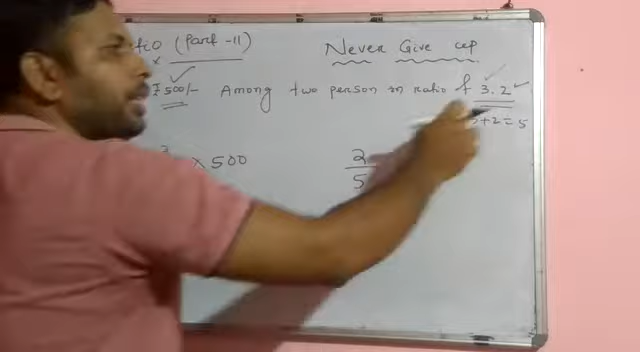 (Part-II) Never Give up
₹500/- Among two person in ratio of 3.2
+2=5
× 500 2
5